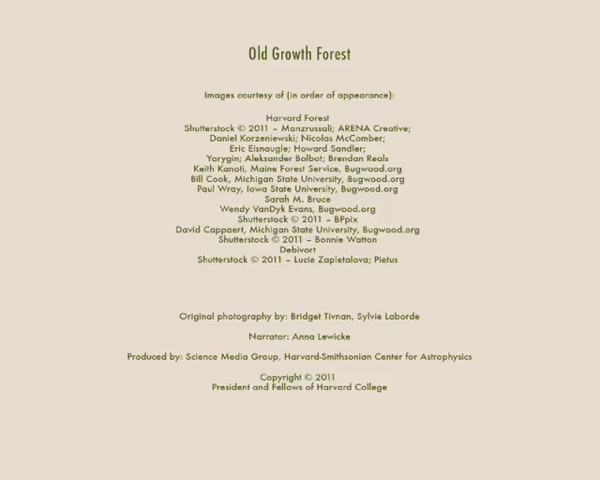 Old Growth Forest
Images courtesy of (in order of appearance):
Harvard Forest
Shutterstock © 2011 – Manzrussali; ARENA Creative;
Daniel Korzeniewski; Nicolas McComber;
Eric Eisnaugle; Howard Sandler;
Yarygin; Aleksander Bolbot; Brendan Reals
Keith Kanoti, Maine Forest Service, Bugwood.org
Bill Cook, Michigan State University, Bugwood.org
Paul Wray, Iowa State University, Bugwood.org
Sarah M. Bruce
Wendy VanDyk Evans, Bugwood.org
Shutterstock © 2011 – BPpix
David Cappaert, Michigan State University, Bugwood.org
Shutterstock © 2011 – Bonnie Watton
Debivort
Shutterstock © 2011 – Lucie Zapletalova; Pietus
Original photography by: Bridget Tivnan, Sylvie Laborde
Narrator: Anna Lewicke
Produced by: Science Media Group, Harvard-Smithsonian Center for Astrophysics
Copyright © 2011
President and Fellows of Harvard College